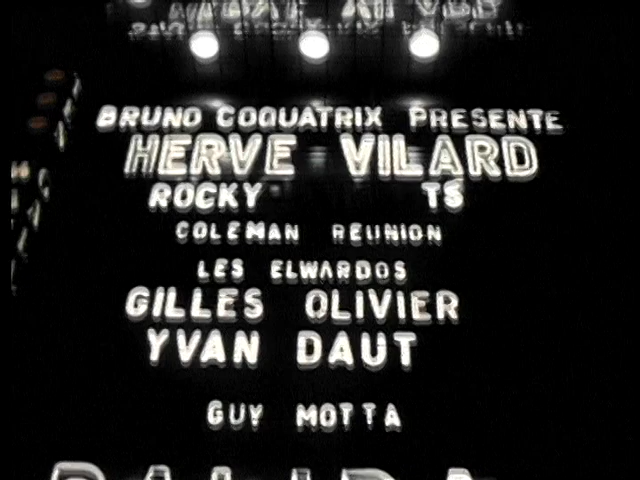 BRUNO COQUATRIX PRESENTE
HERVE VILARD
ROCKY TS
COLEMAN REUNION
LES ELWARDOS
GILLES OLIVIER
YVAN DAUT
GUY MOTTA